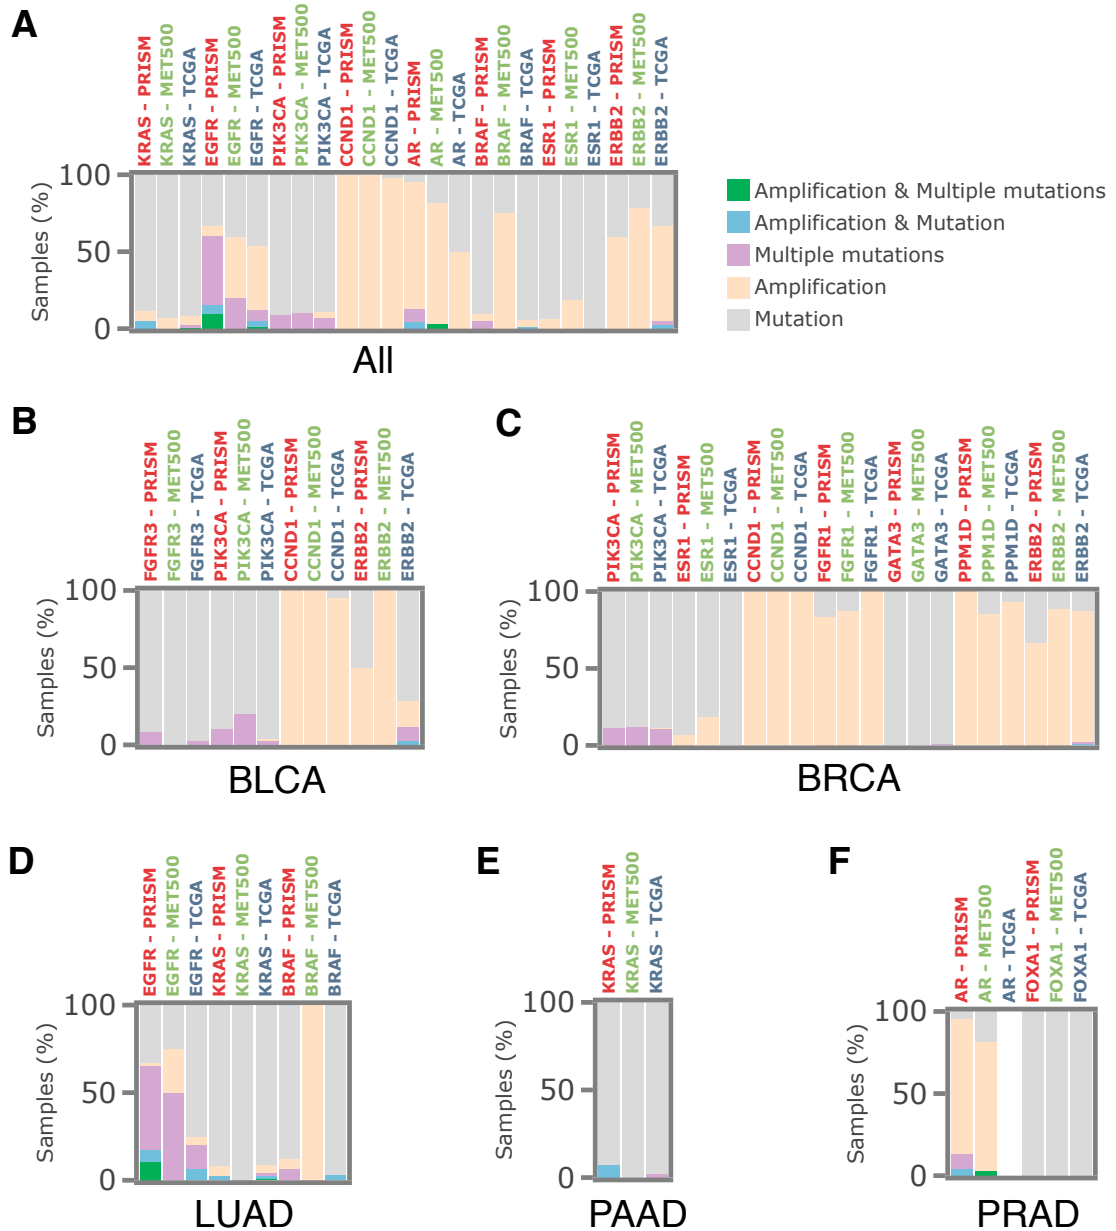 A
KRAS - PRISM
KRAS - MET500
KRAS - TCGA
EGFR - PRISM
EGFR - MET500
EGFR - TCGA
PIK3CA - PRISM
PIK3CA - MET500
PIK3CA - TCGA
CCND1 - PRISM
CCND1 - MET500
CCND1 - TCGA
AR - PRISM
AR - MET500
AR - TCGA
BRAF - PRISM
BRAF - MET500
BRAF - TCGA
ESR1 - PRISM
ESR1 - MET500
ESR1 - TCGA
ERBB2 - PRISM
ERBB2 - MET500
ERBB2 - TCGA
Samples (%)
100
50
0
All
Amplification & Multiple mutations
Amplification & Mutation
Multiple mutations
Amplification
Mutation
B
FGFR3 - PRISM
FGFR3 - MET500
FGFR3 - TCGA
PIK3CA - PRISM
PIK3CA - MET500
PIK3CA - TCGA
CCND1 - PRISM
CCND1 - MET500
CCND1 - TCGA
ERBB2 - PRISM
ERBB2 - MET500
ERBB2 - TCGA
Samples (%)
100
50
0
BLCA
C
PIK3CA - PRISM
PIK3CA - MET500
PIK3CA - TCGA
ESR1 - PRISM
ESR1 - MET500
ESR1 - TCGA
CCND1 - PRISM
CCND1 - MET500
CCND1 - TCGA
FGFR1 - PRISM
FGFR1 - MET500
FGFR1 - TCGA
GATA3 - PRISM
GATA3 - MET500
GATA3 - TCGA
PPM1D - PRISM
PPM1D - MET500
PPM1D - TCGA
ERBB2 - PRISM
ERBB2 - MET500
ERBB2 - TCGA
Samples (%)
100
50
0
BRCA
D
EGFR - PRISM
EGFR - MET500
EGFR - TCGA
KRAS - PRISM
KRAS - MET500
KRAS - TCGA
BRAF - PRISM
BRAF - MET500
BRAF - TCGA
Samples (%)
100
50
0
LUAD
E
KRAS - PRISM
KRAS - MET500
KRAS - TCGA
Samples (%)
100
50
0
PAAD
F
AR - PRISM
AR - MET500
AR - TCGA
FOXA1 - PRISM
FOXA1 - MET500
FOXA1 - TCGA
Samples (%)
100
50
0
PRAD